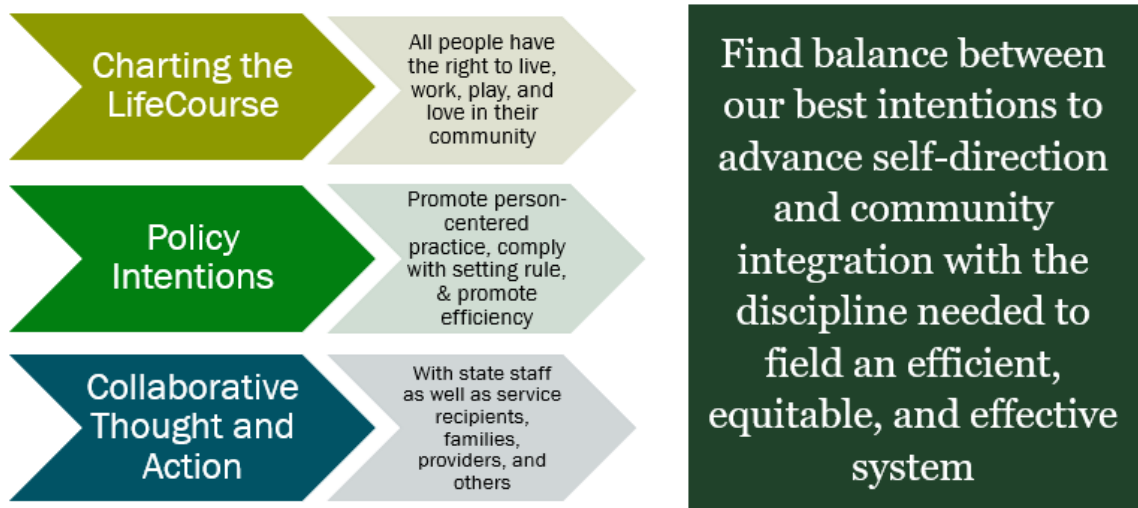 Charting the
LifeCourse
All people have
the right to live,
work, play, and
love in their
community
Policy
Intentions
Promote person-
centered
practice, comply
with setting rule,
& promote
efficiency
Collaborative
Thought and
Action
With state staff
as well as service
recipients,
families,
providers, and
others
Find balance between
our best intentions to
advance self-direction
and community
integration with the
discipline needed to
field an efficient,
equitable, and effective
system